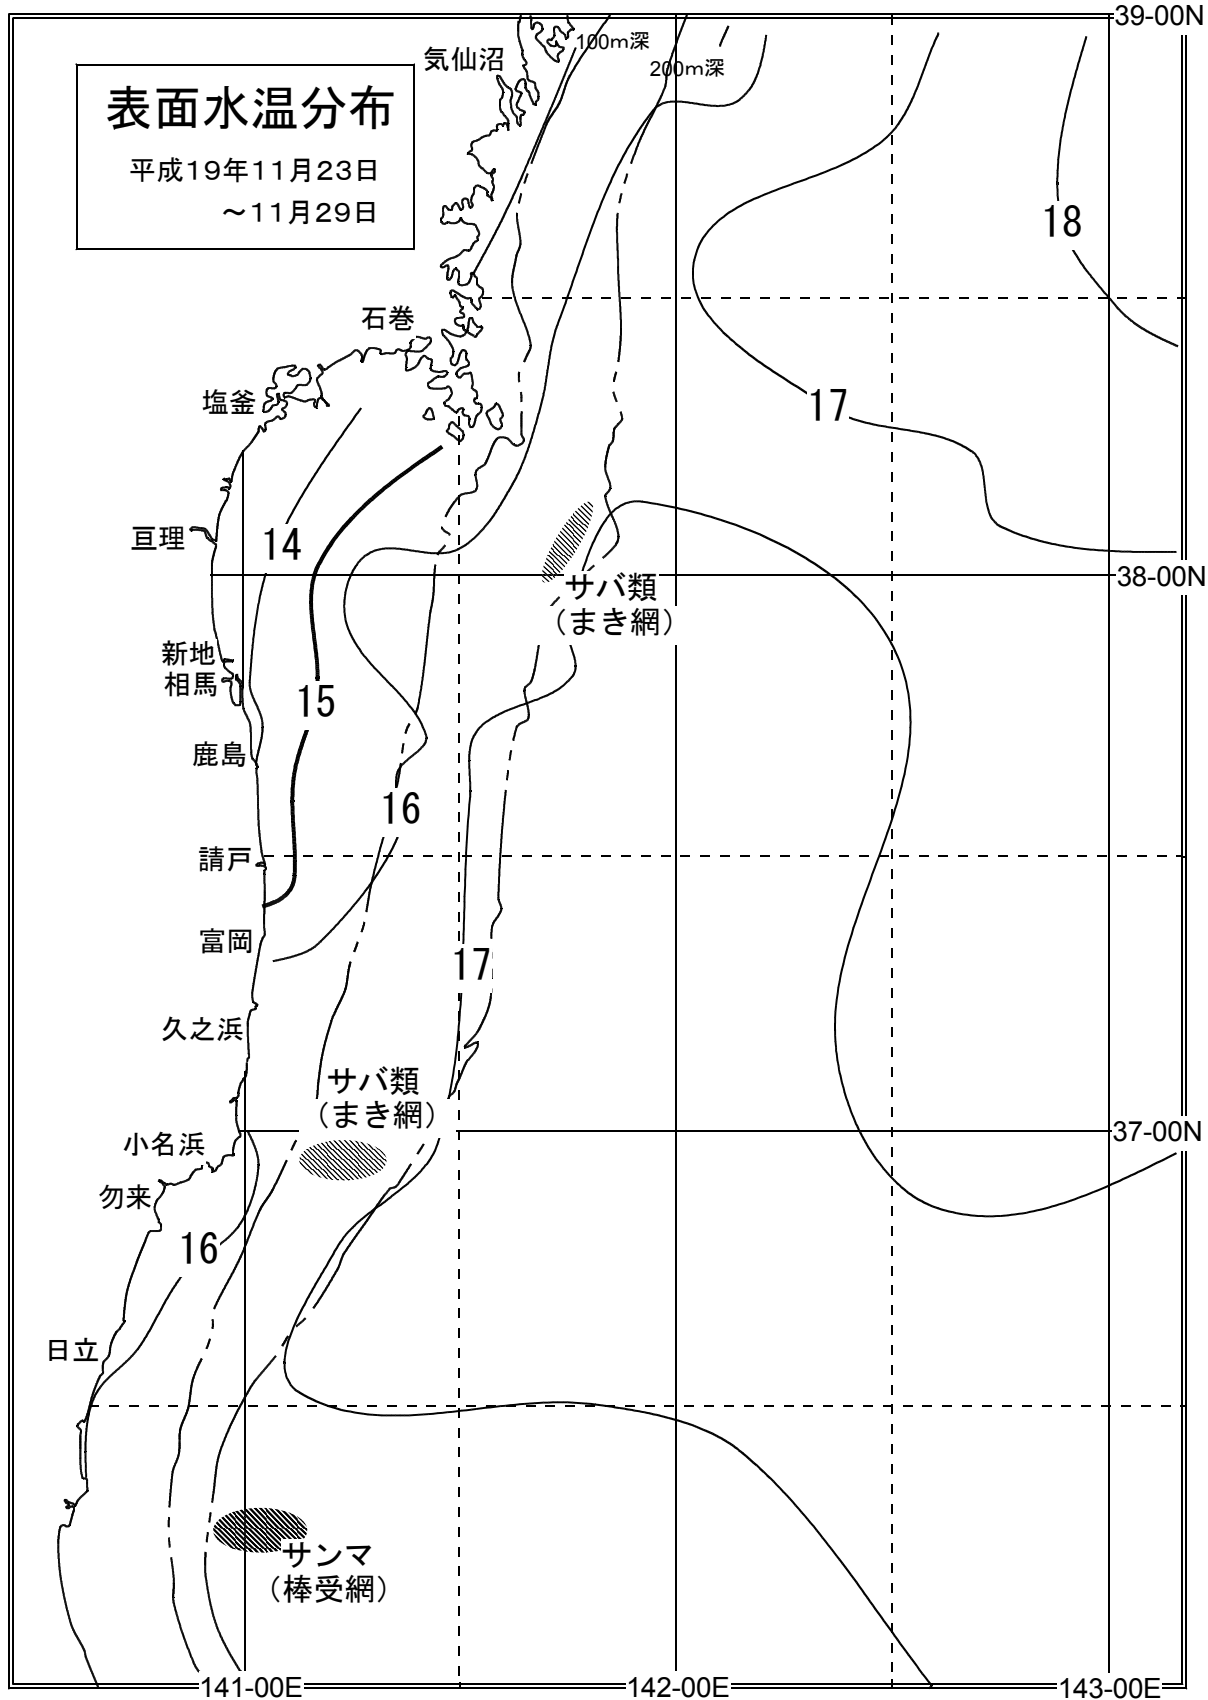 39-00N
100m深
気仙沼
200m深
表面水温分布
平成19年11月23日
~11月29日
18
石巻
塩釜
17
亘理
14
38-00N
サバ類
(まき網)
新地
相馬
15
鹿島
16
請戸
富岡
17
久之浜
サバ類
(まき網)
37-00N
小名浜
勿来
16
日立
サンマ
(棒受網)
141-00E
142-00E
143-00E